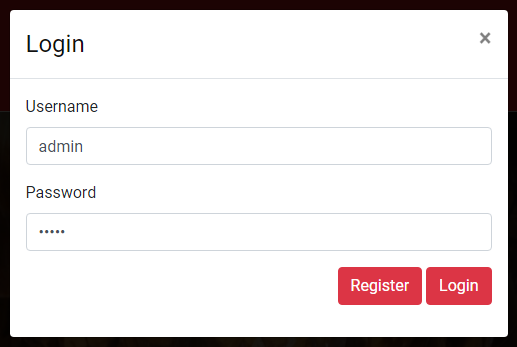 Login ×
Username
admin
Password
•••••
Register Login